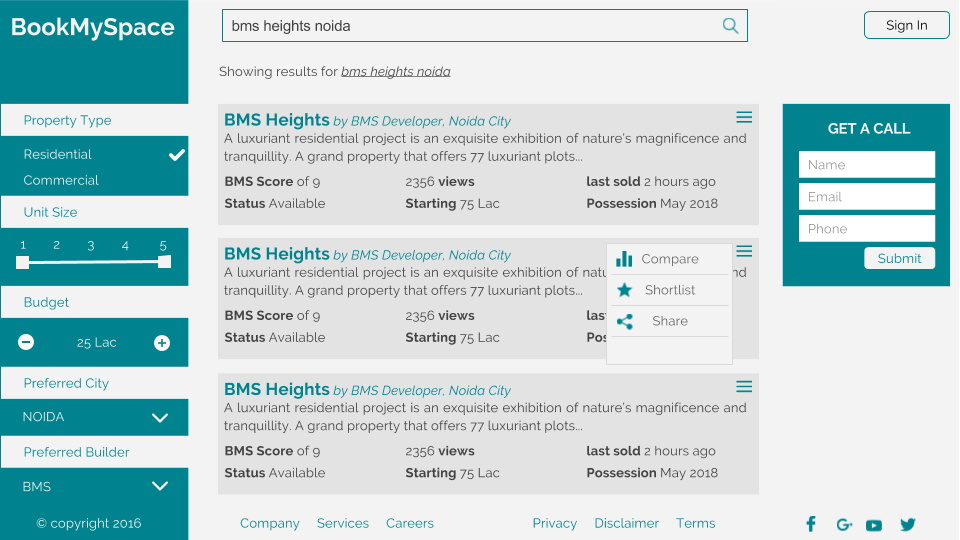 BookMySpace
bms heights noida
Sign In
Showing results for bms heights noida
Property Type
Residential
Commercial
Unit Size
1 2 3 4 5
Budget
25 Lac
Preferred City
NOIDA
Preferred Builder
BMS
© copyright 2016
BMS Heights by BMS Developer, Noida City
A luxuriant residential project is an exquisite exhibition of nature's magnificence and
tranquillity. A grand property that offers 77 luxuriant plots...
BMS Score of 9 2356 views last sold 2 hours ago
Status Available Starting 75 Lac Possession May 2018
BMS Heights by BMS Developer, Noida City
A luxuriant residential project is an exquisite exhibition of nd
tranquillity. A grand property that offers 77 luxuriant plots...
BMS Score of 9 2356 views
Status Available Starting 75 Lac
Compare
Shortlist
Share
BMS Heights by BMS Developer, Noida City
A luxuriant residential project is an exquisite exhibition of nature's magnificence and
tranquillity. A grand property that offers 77 luxuriant plots...
BMS Score of 9 2356 views last sold 2 hours ago
Status Available Starting 75 Lac Possession May 2018
GET A CALL
Name
Email
Phone
Submit
Company Services Careers Privacy Disclaimer Terms